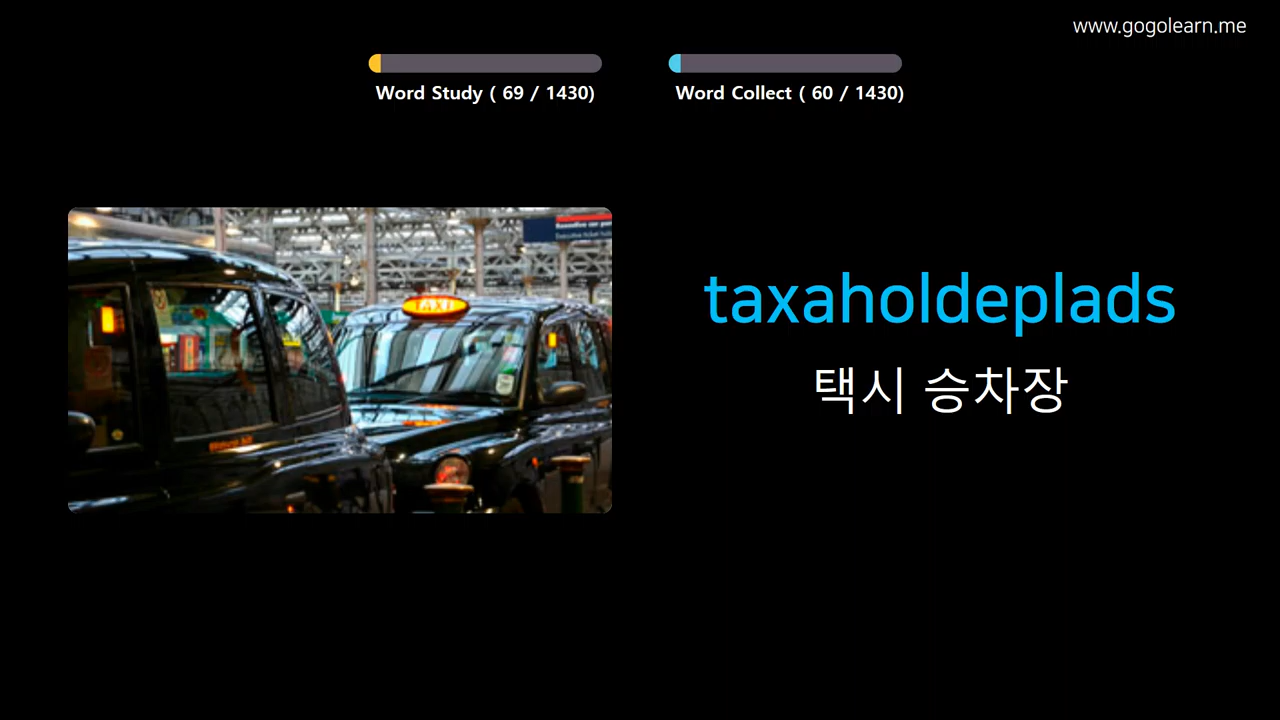 www.gogolearn.me
Word Study ( 69 / 1430)
Word Collect ( 60 / 1430)
TAXI
taxaholdeplads
택시 승차장